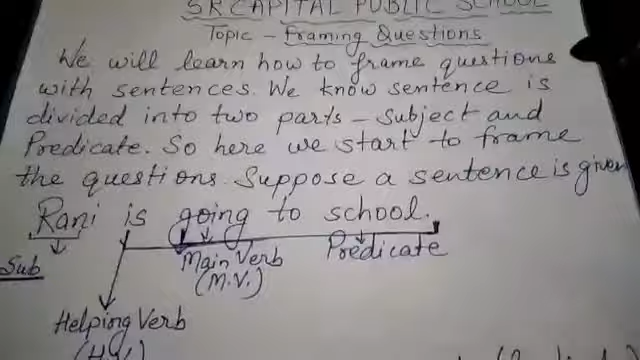 SR CAPITAL PUBLIC SCHOOL
Topic - Framing Questions
We will learn how to frame questions
with sentences. We know sentence is
divided into two parts - Subject and
Predicate. So here we start to frame
the questions. Suppose a sentence is given
Rani is going to school.
Sub
Main Verb
(M.V.)
Predicate
Helping Verb
(H.V.)